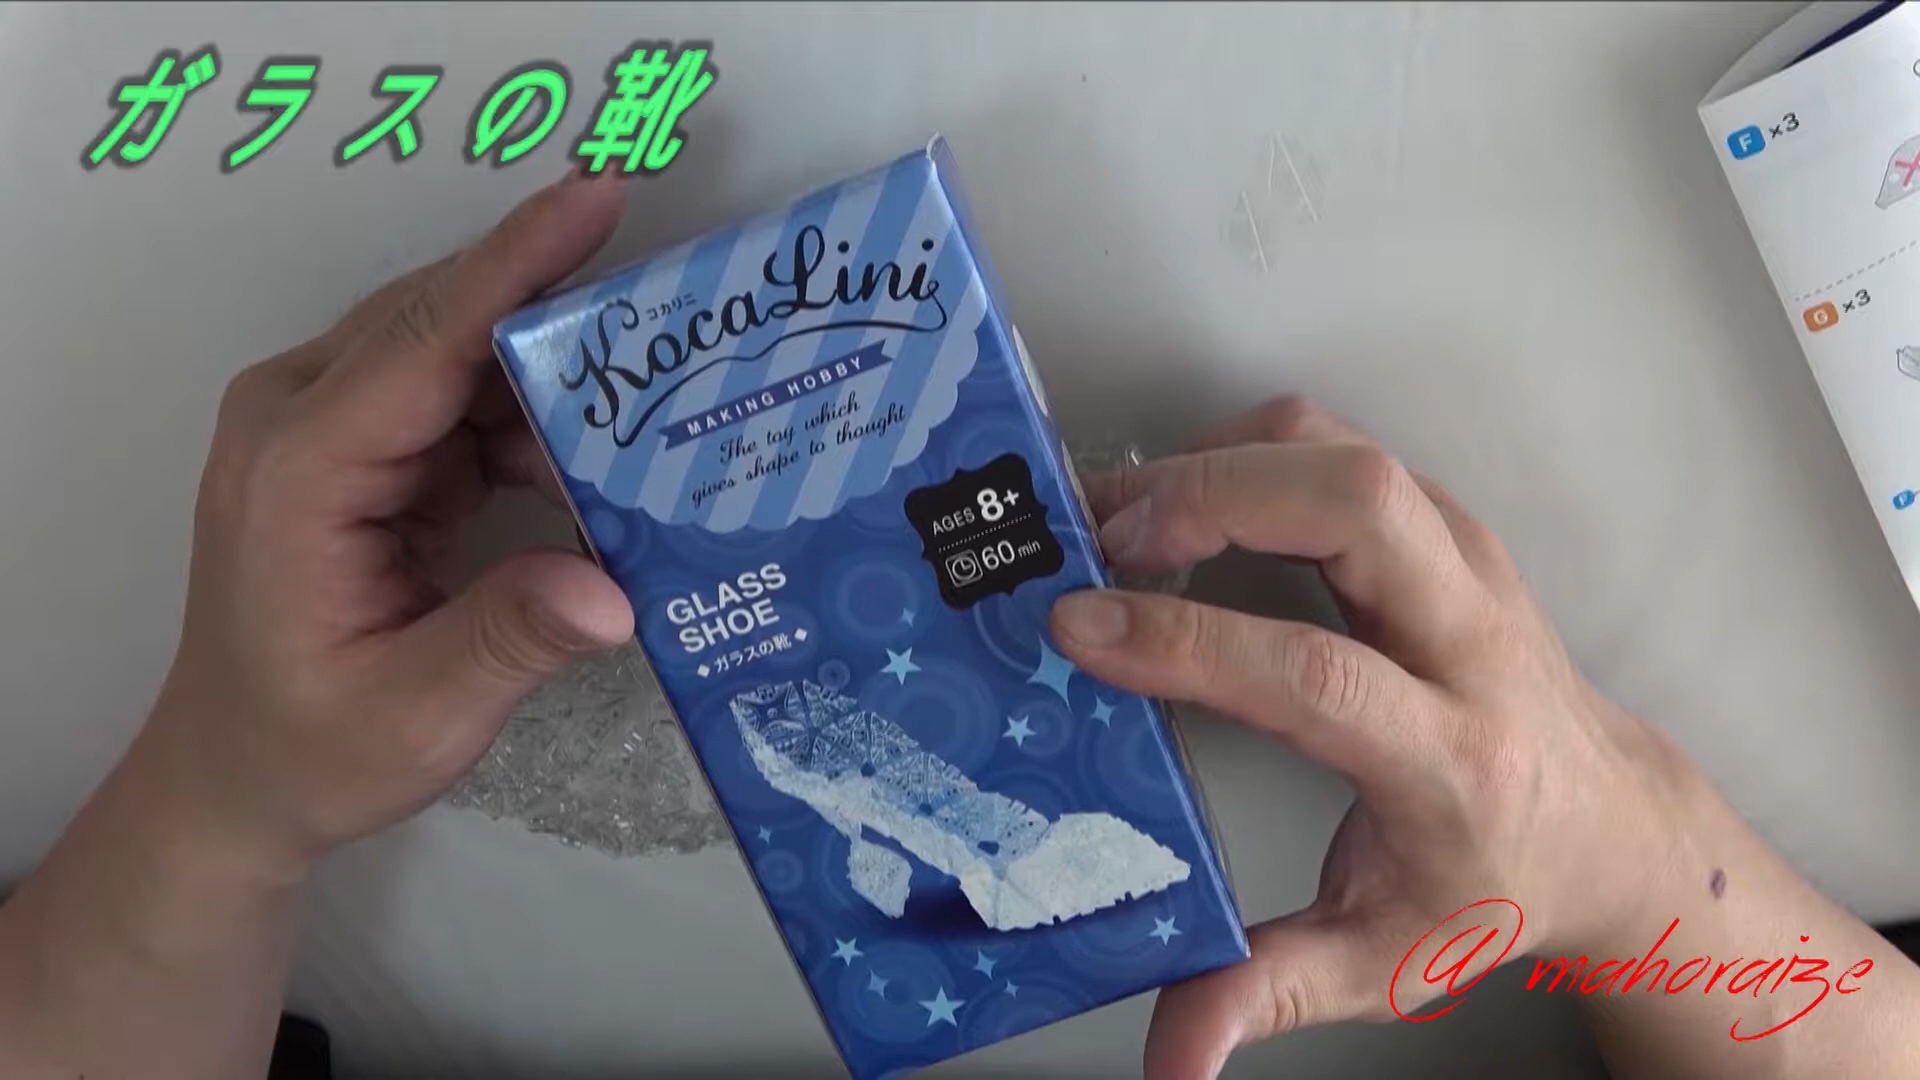 ガラスの靴
KocaLini
コカリニ
MAKING HOBBY
The toy which
gives shape to thought
AGES 8+
60 min
GLASS
SHOE
ガラスの靴
F ×3
G ×3
F
@mahoraize